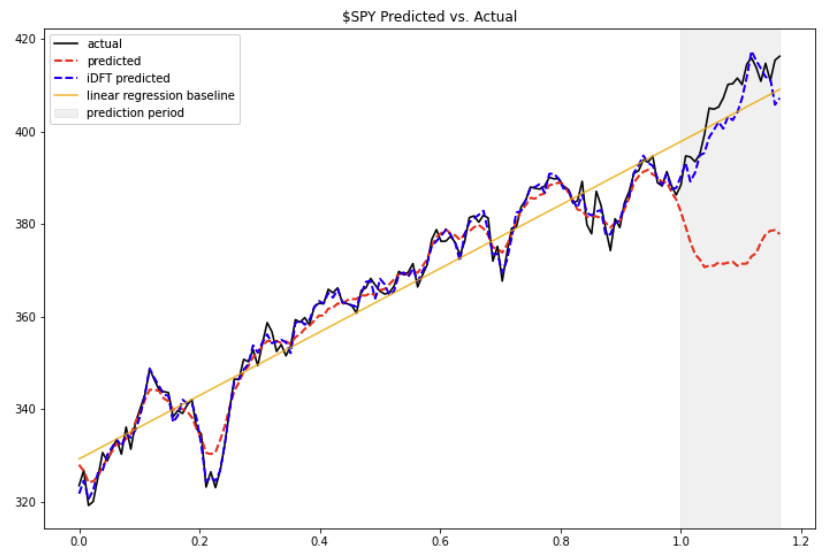 $SPY Predicted vs. Actual
420
400
380
360
340
320
actual
predicted
iDFT predicted
linear regression baseline
prediction period
0.0 0.2 0.4 0.6 0.8 1.0 1.2